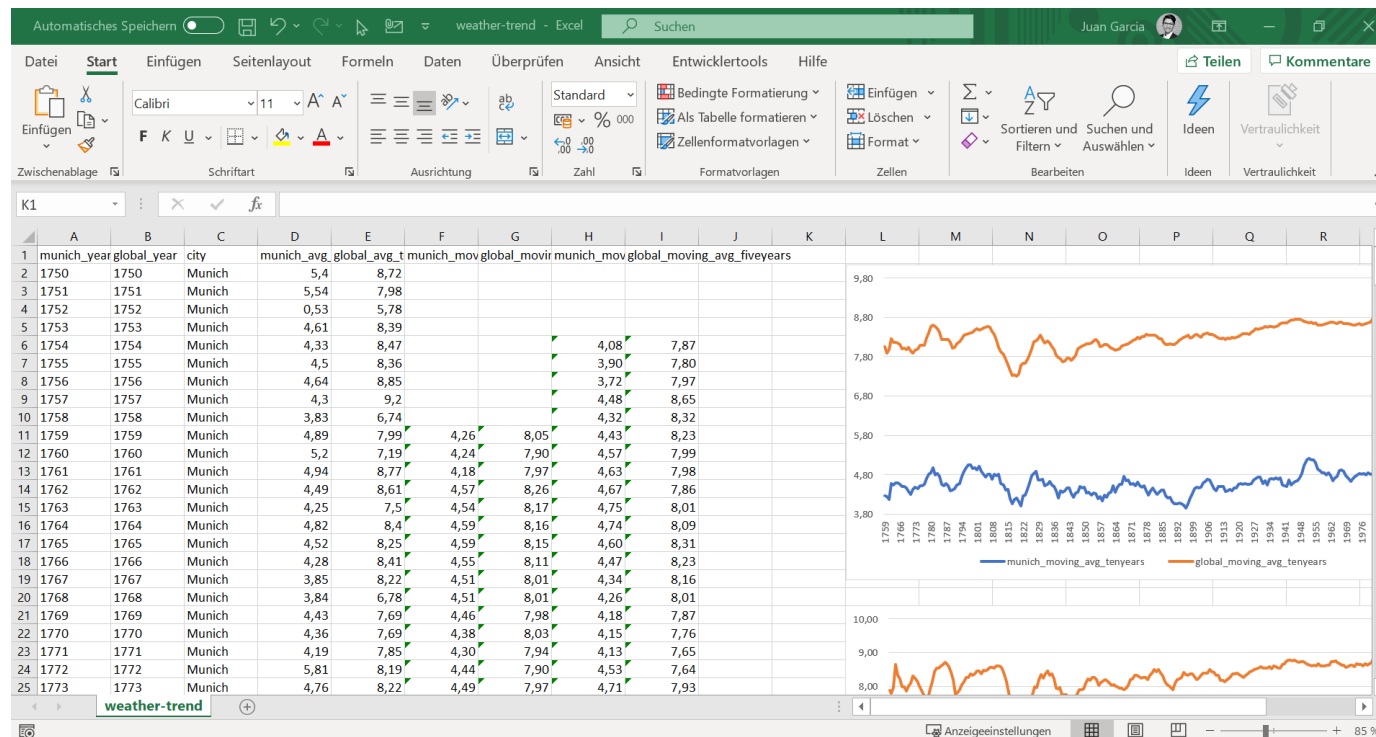 Automatisches Speichern weather-trend - Excel Suchen Juan Garcia
Datei Start Einfügen Seitenlayout Formeln Daten Überprüfen Ansicht Entwicklertools Hilfe Teilen Kommentare
Einfügen Calibri 11 A A ab Standard Bedingte Formatierung Einfügen Sortieren und Filtern Suchen und Auswählen Ideen Vertraulichkeit
F K U A % 000 Als Tabelle formatieren Löschen
Zellenformatvorlagen Format
Zwischenablage Schriftart Ausrichtung Zahl Formatvorlagen Zellen Bearbeiten Ideen Vertraulichkeit
K1 fx
A B C D E F G H I J K L M N O P Q R
1 munich_year global_year city munich_avg_ global_avg_t munich_mov global_movin munich_mov global_moving_avg_fiveyears
2 1750 1750 Munich 5,4 8,72
3 1751 1751 Munich 5,54 7,98
4 1752 1752 Munich 0,53 5,78
5 1753 1753 Munich 4,61 8,39
6 1754 1754 Munich 4,33 8,47 4,08 7,87
7 1755 1755 Munich 4,5 8,36 3,90 7,80
8 1756 1756 Munich 4,64 8,85 3,72 7,97
9 1757 1757 Munich 4,3 9,2 4,48 8,65
10 1758 1758 Munich 3,83 6,74 4,32 8,32
11 1759 1759 Munich 4,89 7,99 4,26 8,05 4,43 8,23
12 1760 1760 Munich 5,2 7,19 4,24 7,90 4,57 7,99
13 1761 1761 Munich 4,94 8,77 4,18 7,97 4,63 7,98
14 1762 1762 Munich 4,49 8,61 4,57 8,26 4,67 7,86
15 1763 1763 Munich 4,25 7,5 4,54 8,17 4,75 8,01
16 1764 1764 Munich 4,82 8,4 4,59 8,16 4,74 8,09
17 1765 1765 Munich 4,52 8,25 4,59 8,15 4,60 8,31
18 1766 1766 Munich 4,28 8,41 4,55 8,11 4,47 8,23
19 1767 1767 Munich 3,85 8,22 4,51 8,01 4,34 8,16
20 1768 1768 Munich 3,84 6,78 4,51 8,01 4,26 8,01
21 1769 1769 Munich 4,43 7,69 4,46 7,98 4,18 7,87
22 1770 1770 Munich 4,36 7,69 4,38 8,03 4,15 7,76
23 1771 1771 Munich 4,19 7,85 4,30 7,94 4,13 7,65
24 1772 1772 Munich 5,81 8,19 4,44 7,90 4,53 7,64
25 1773 1773 Munich 4,76 8,22 4,49 7,97 4,71 7,93
9,80
8,80
7,80
6,80
5,80
4,80
3,80
1759 1766 1773 1780 1787 1794 1801 1808 1815 1822 1829 1836 1843 1850 1857 1864 1871 1878 1885 1892 1899 1906 1913 1920 1927 1934 1941 1948 1955 1962 1969 1976
munich_moving_avg_tenyears global_moving_avg_tenyears
10,00
9,00
8,00
weather-trend
Anzeigeeinstellungen 85 %